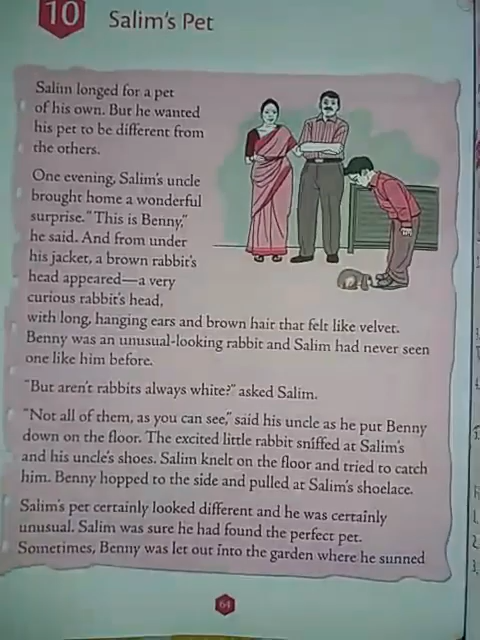 10 Salim's Pet
Salim longed for a pet
of his own. But he wanted
his pet to be different from
the others.
One evening, Salim's uncle
brought home a wonderful
surprise. "This is Benny,"
he said. And from under
his jacket, a brown rabbit's
head appeared—a very
curious rabbit's head,
with long, hanging ears and brown hair that felt like velvet.
Benny was an unusual-looking rabbit and Salim had never seen
one like him before.
"But aren't rabbits always white?" asked Salim.
"Not all of them, as you can see," said his uncle as he put Benny
down on the floor. The excited little rabbit sniffed at Salim's
and his uncle's shoes. Salim knelt on the floor and tried to catch
him. Benny hopped to the side and pulled at Salim's shoelace.
Salim's pet certainly looked different and he was certainly
unusual. Salim was sure he had found the perfect pet.
Sometimes, Benny was let out into the garden where he sunned
64